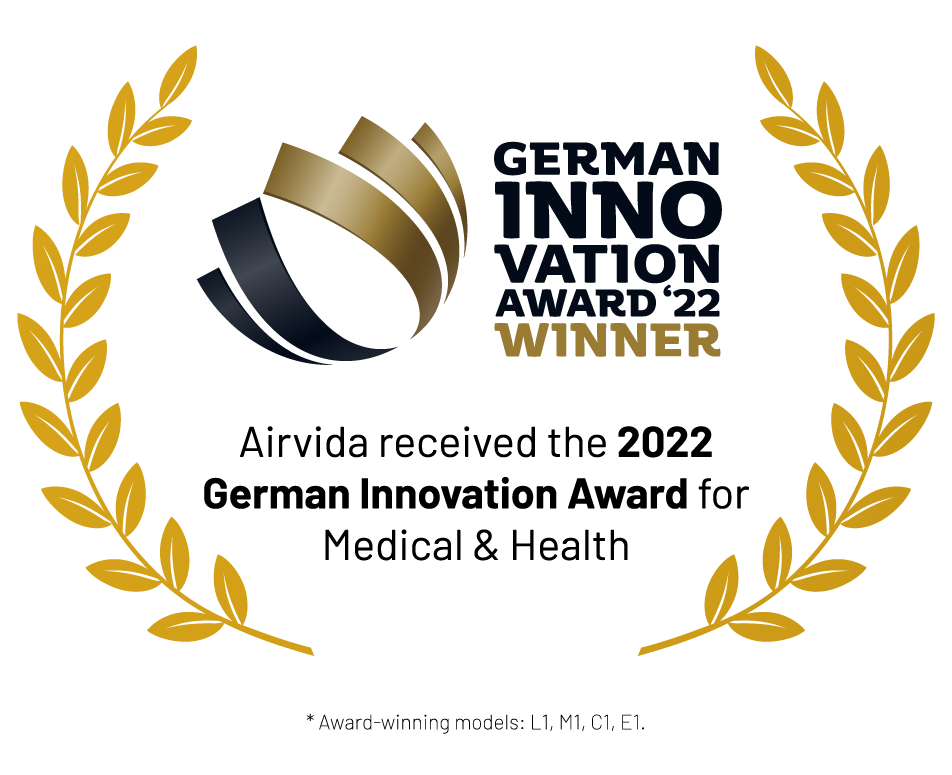 GERMAN
INNO
VATION
AWARD ‘22
WINNER
Airvida received the 2022
German Innovation Award for
Medical & Health
* Award-winning models: L1, M1, C1, E1.